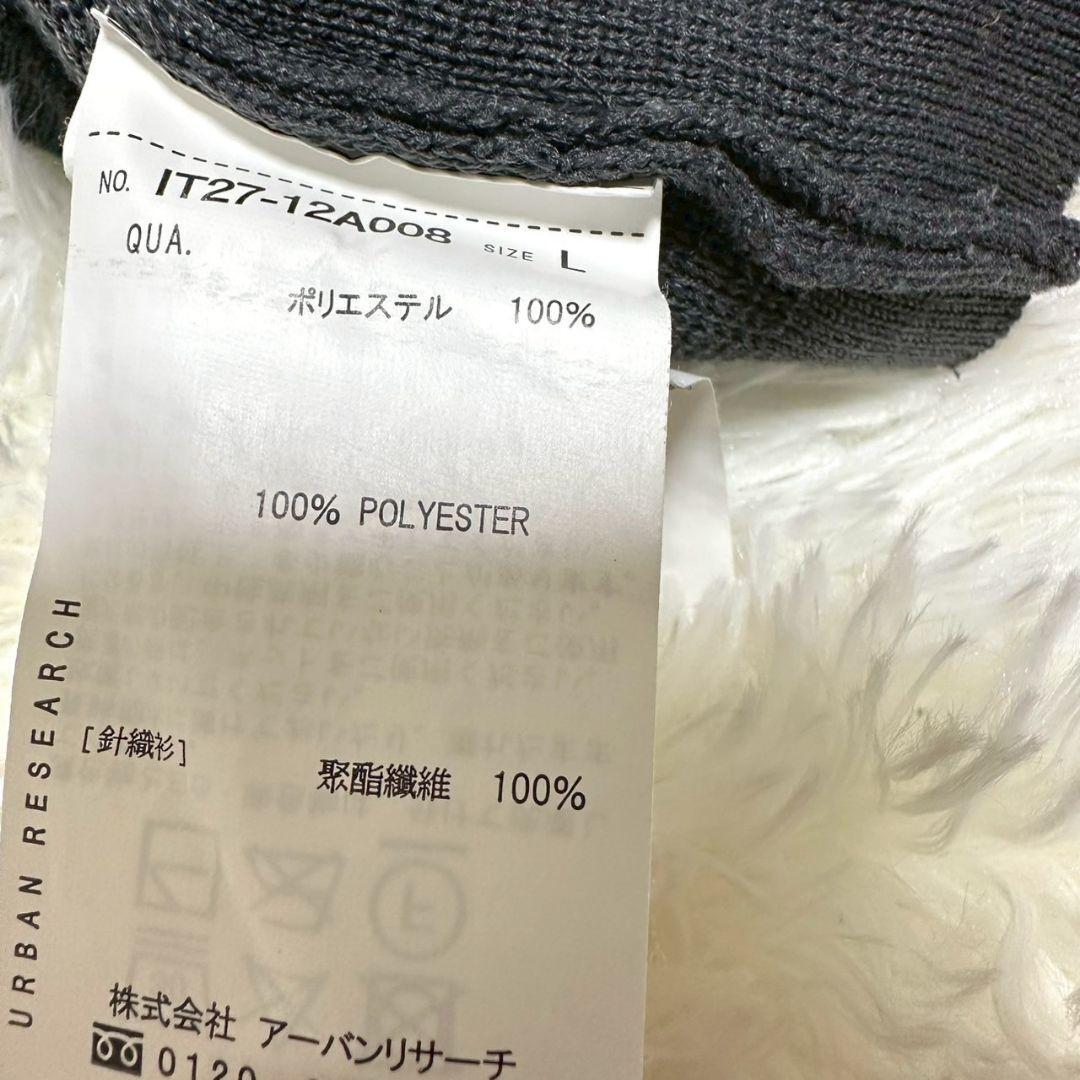 NO. IT27-12A008 SIZE L
QUA.
ポリエステル 100%
100% POLYESTER
[針織衫]
聚酯纖維 100%
URBAN RESEARCH
株式会社 アーバンリサーチ
0120